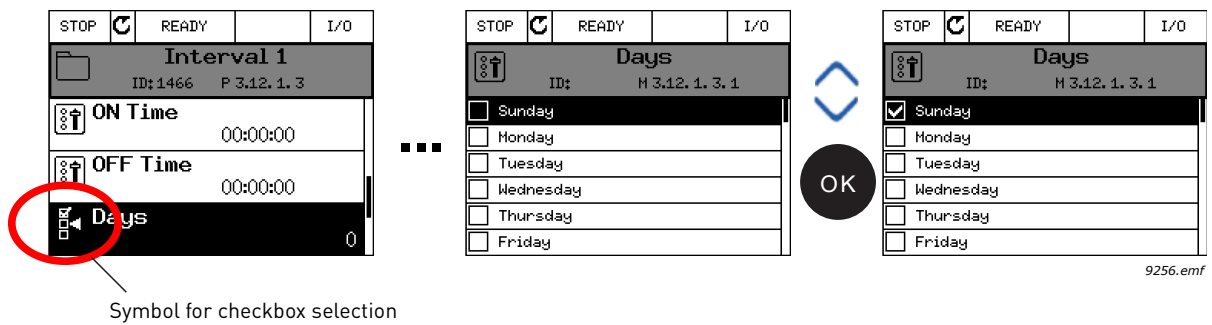 STOP READY I/O
Interval 1
ID:1466 P 3.12.1.3
ON Time
00:00:00
OFF Time
00:00:00
Days
0
Symbol for checkbox selection
STOP READY I/O
Days
ID: M 3.12.1.3.1
Sunday
Monday
Tuesday
Wednesday
Thursday
Friday
OK
STOP READY I/O
Days
ID: M 3.12.1.3.1
Sunday
Monday
Tuesday
Wednesday
Thursday
Friday
9256.emf